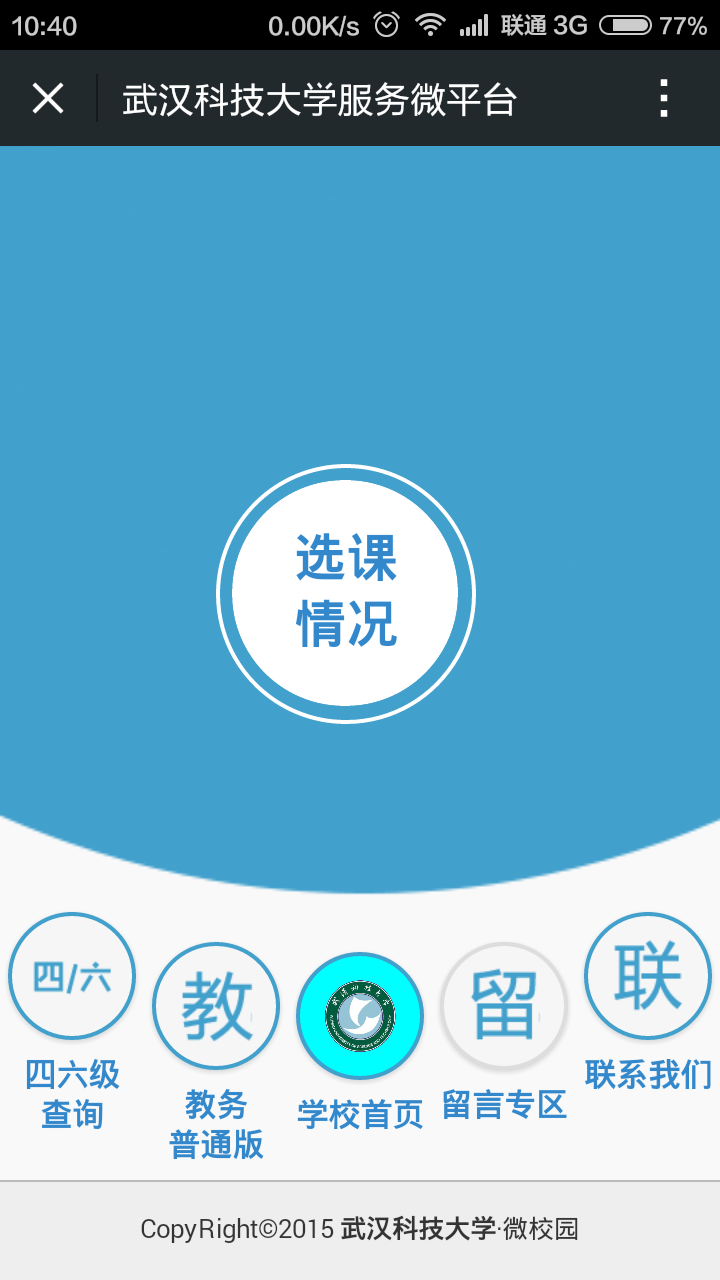 10:40 0.00K/s 联通 3G 77%
武汉科技大学服务微平台
选课
情况
四/六
四六级
查询
教
教务
普通版
学校首页
留
留言专区
联
联系我们
CopyRight©2015 武汉科技大学·微校园